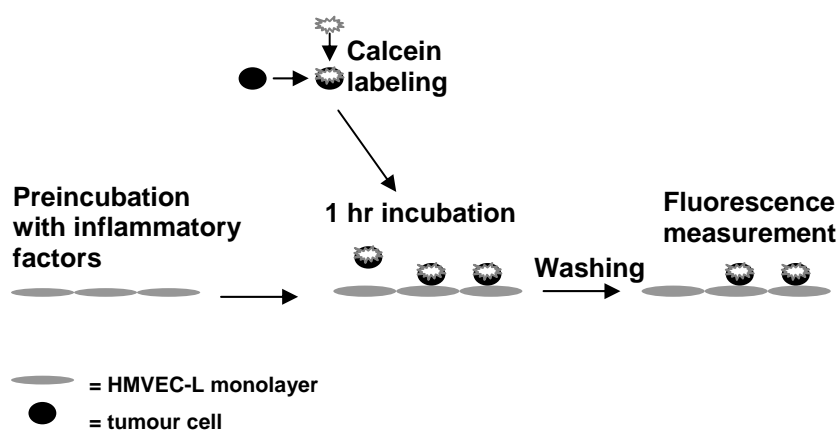 Calcein
labeling
Preincubation
with inflammatory
factors
1 hr incubation
Washing
Fluorescence
measurement
= HMVEC-L monolayer
= tumour cell